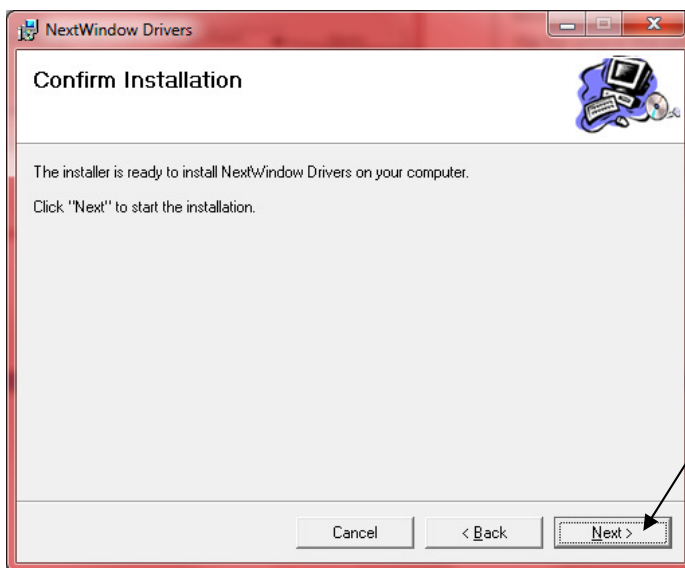 NextWindow Drivers
Confirm Installation
The installer is ready to install NextWindow Drivers on your computer.
Click "Next" to start the installation.
Cancel
< Back
Next >